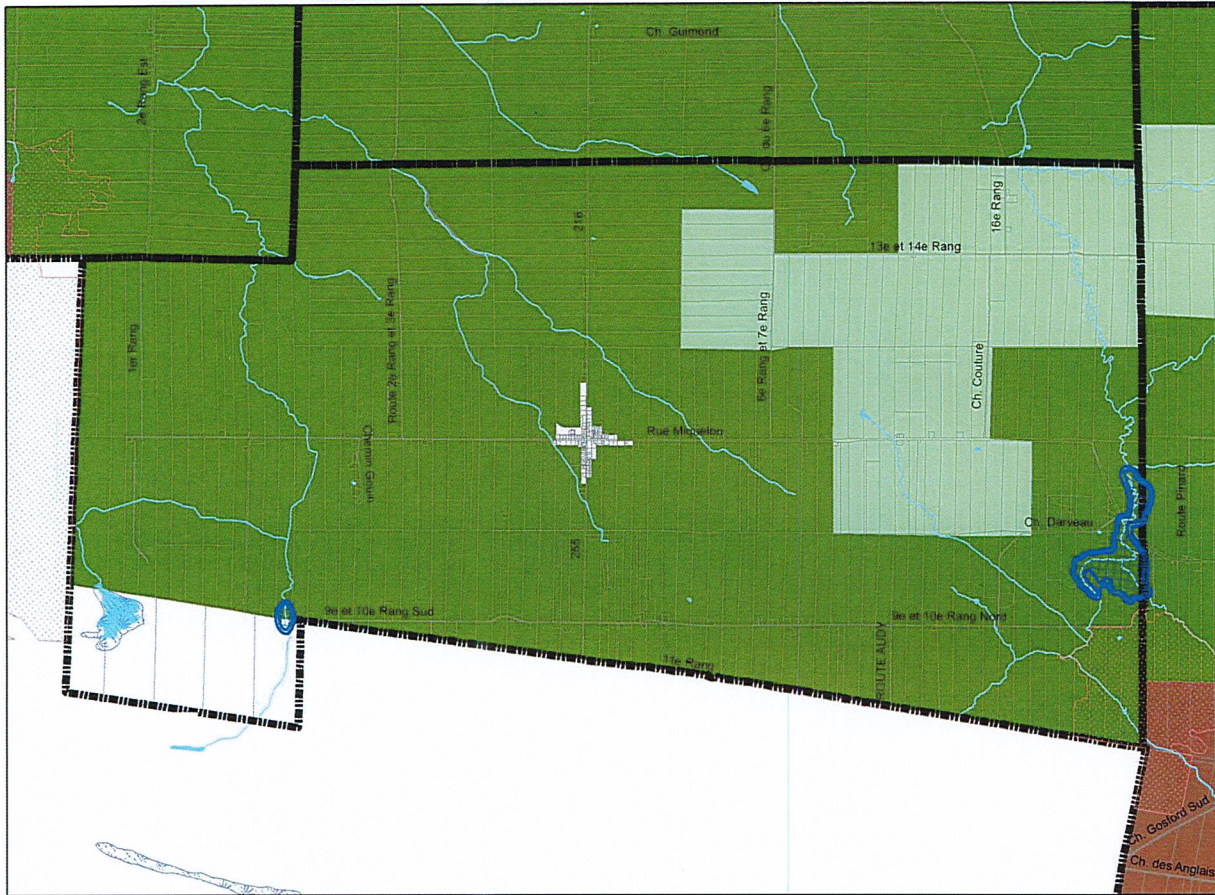 Ch. Guimond
2e Rang Est
Ch. du 6e Rang
216
16e Rang
13e et 14e Rang
1er Rang
Route 2e Rang et 3e Rang
6e Rang et 7e Rang
Ch. Couture
Rue Miquelon
Chemin Gouin
Route Pinard
Ch. Darveau
255
9e et 10e Rang Sud
9e et 10e Rang Nord
11e Rang
ROUTE AUDY
Ch. Gosford Sud
Ch. des Anglais